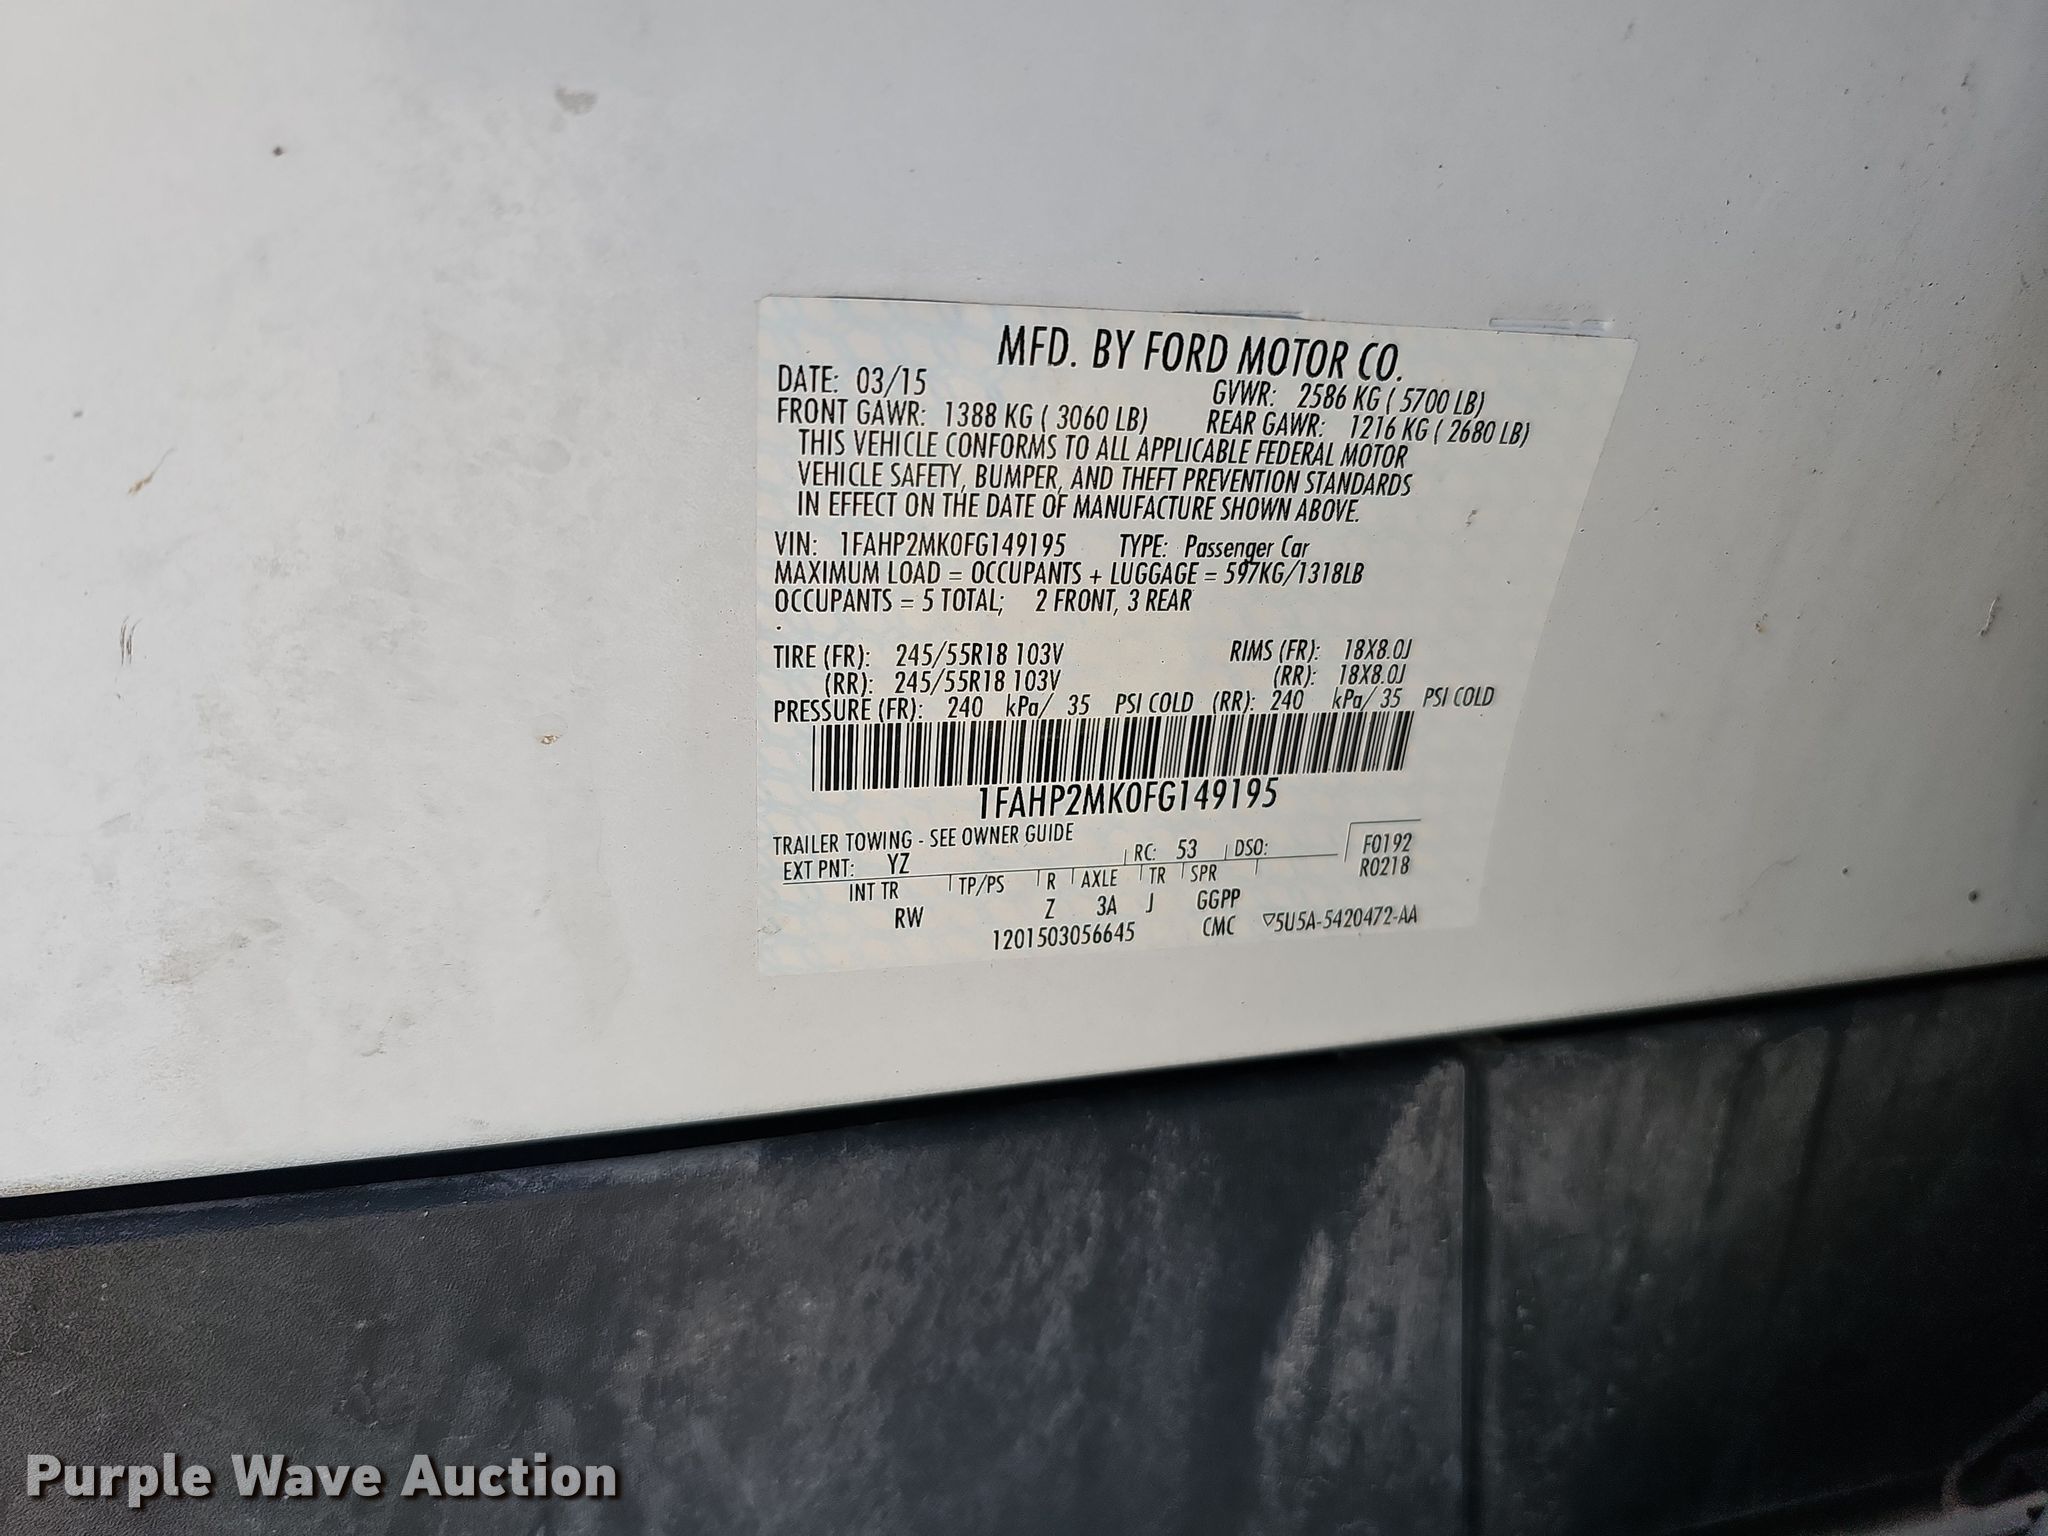 MFD. BY FORD MOTOR CO.
DATE: 03/15 GVWR: 2586 KG ( 5700 LB)
FRONT GAWR: 1388 KG ( 3060 LB) REAR GAWR: 1216 KG ( 2680 LB)
THIS VEHICLE CONFORMS TO ALL APPLICABLE FEDERAL MOTOR
VEHICLE SAFETY, BUMPER, AND THEFT PREVENTION STANDARDS
IN EFFECT ON THE DATE OF MANUFACTURE SHOWN ABOVE.
VIN: 1FAHP2MK0FG149195 TYPE: Passenger Car
MAXIMUM LOAD = OCCUPANTS + LUGGAGE = 597KG/1318LB
OCCUPANTS = 5 TOTAL; 2 FRONT, 3 REAR
TIRE (FR): 245/55R18 103V RIMS (FR): 18X8.0J
(RR): 245/55R18 103V (RR): 18X8.0J
PRESSURE (FR): 240 kPa/ 35 PSI COLD (RR): 240 kPa/ 35 PSI COLD
1FAHP2MK0FG149195
TRAILER TOWING - SEE OWNER GUIDE
EXT PNT: YZ RC: 53 DSO: F0192
R0218
INT TR TP/PS R AXLE TR SPR
RW Z 3A J GGPP
1201503056645 CMC ▽5U5A-5420472-AA
Purple Wave Auction